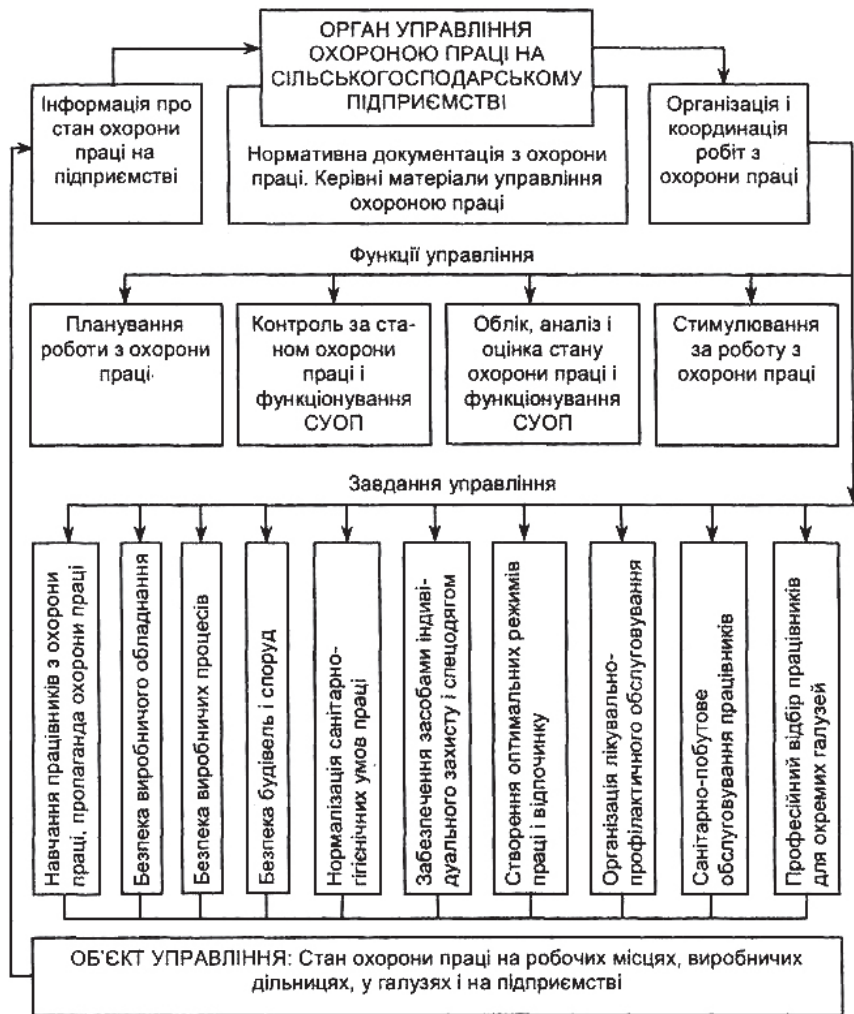 ОРГАН УПРАВЛІННЯ
ОХОРОНОЮ ПРАЦІ НА
СІЛЬСЬКОГОСПОДАРСЬКОМУ
ПІДПРИЄМСТВІ
Інформація про
стан охорони
праці на
підприємстві
Нормативна документація з охорони
праці. Керівні матеріали управління
охороною праці
Організація і
координація
робіт з
охорони праці
Функції управління
Планування
роботи з охорони
праці
Контроль за ста-
ном охорони
праці і
функціонування
СУОП
Облік, аналіз і
оцінка стану
охорони праці і
функціонування
СУОП
Стимулювання
за роботу з
охорони праці
Завдання управління
Навчання працівників з охорони
праці, пропаганда охорони праці
Безпека виробничого обладнання
Безпека виробничих процесів
Безпека будівель і споруд
Нормалізація санітарно-
гігієнічних умов праці
Забезпечення засобами індиві-
дуального захисту і спецодягом
Створення оптимальних режимів
праці і відпочинку
Організація лікувально-
профілактичного обслуговування
Санітарно-побутове
обслуговування працівників
Професійний відбір працівників
для окремих галузей
ОБ'ЄКТ УПРАВЛІННЯ: Стан охорони праці на робочих місцях, виробничих
дільницях, у галузях і на підприємстві